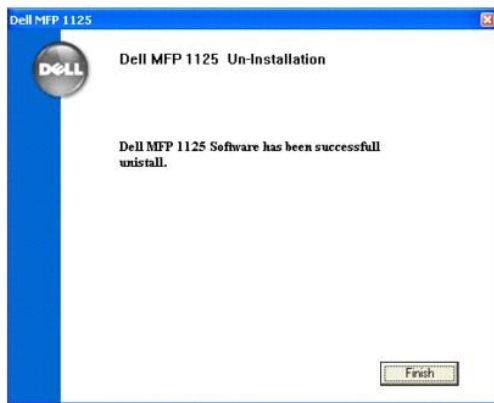 Dell MFP 1125
DELL
Dell MFP 1125 Un-Installation
Dell MFP 1125 Software has been successfull
unistall.
Finish